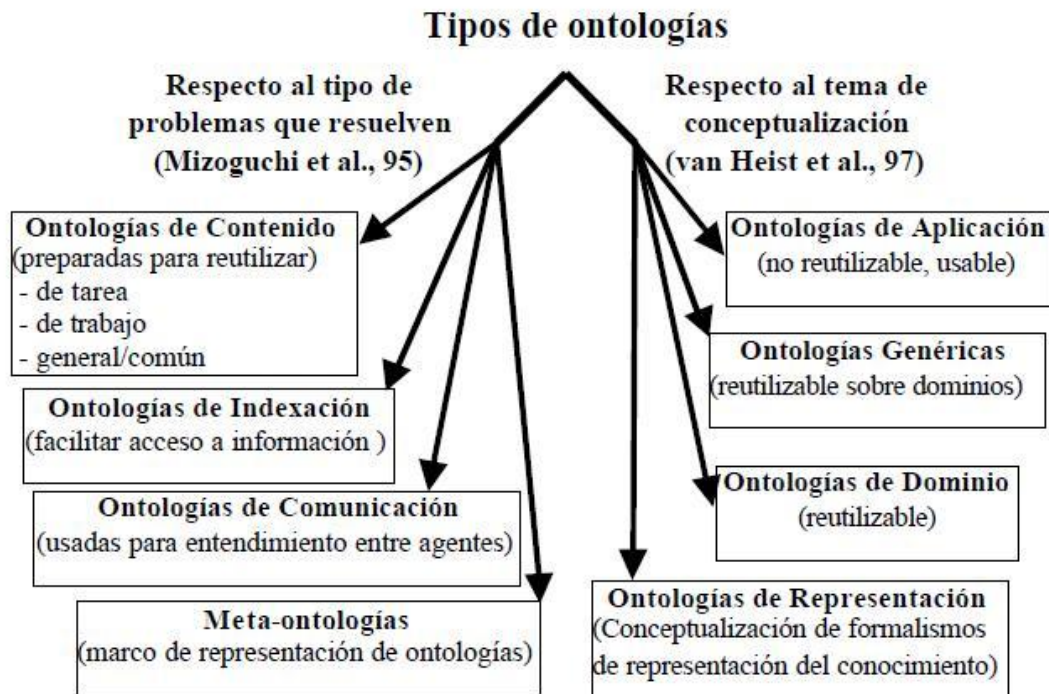 Tipos de ontologías
Respecto al tipo de
problemas que resuelven
(Mizoguchi et al., 95)
Respecto al tema de
conceptualización
(van Heist et al., 97)
Ontologías de Contenido
(preparadas para reutilizar)
- de tarea
- de trabajo
- general/común
Ontologías de Indexación
(facilitar acceso a información )
Ontologías de Comunicación
(usadas para entendimiento entre agentes)
Meta-ontologías
(marco de representación de ontologías)
Ontologías de Aplicación
(no reutilizable, usable)
Ontologías Genéricas
(reutilizable sobre dominios)
Ontologías de Dominio
(reutilizable)
Ontologías de Representación
(Conceptualización de formalismos
de representación del conocimiento)